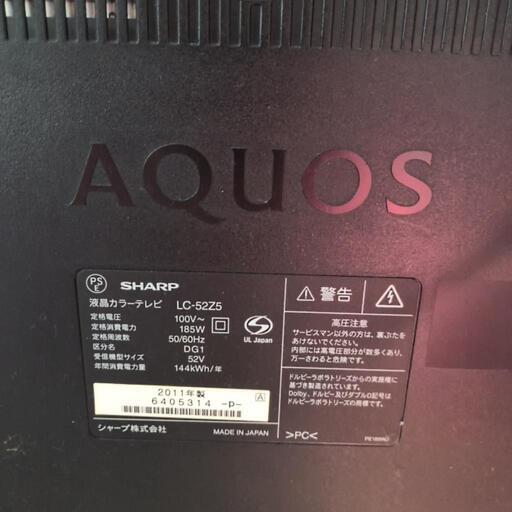 AQUOS
PS E SHARP
液晶カラーテレビ LC-52Z5
定格電圧 100V~
定格消費電力 185W
定格周波数 50/60Hz
区分名 DG1
受信機型サイズ 52V
年間消費電力量 144kWh/年
S
UL Japan
2011年製 A
6405314 -P-
シャープ株式会社 MADE IN JAPAN
警告
高圧注意
サービスマン以外の方は、裏ぶたを
あけないでください。
内部には高電圧部分が数多く、
万一さわると危険です。
ドルビーラボラトリーズからの実施権に
基づき製造されています。
Dolby、ドルビー及びダブルD記号は
ドルビーラボラトリーズの商標です。
>PC<